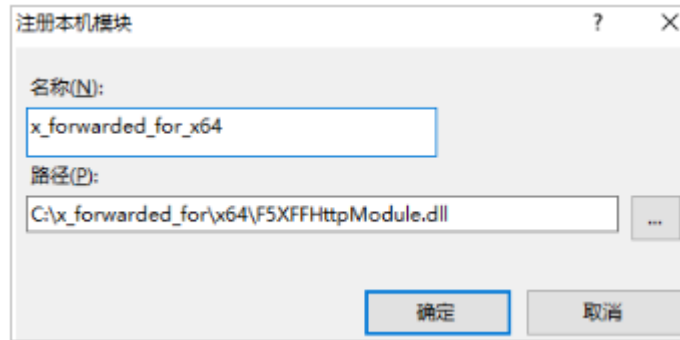 注册本机模块 ?
名称(N):
x_forwarded_for_x64
路径(P):
C:\x_forwarded_for\x64\F5XFFHttpModule.dll ...
确定 取消